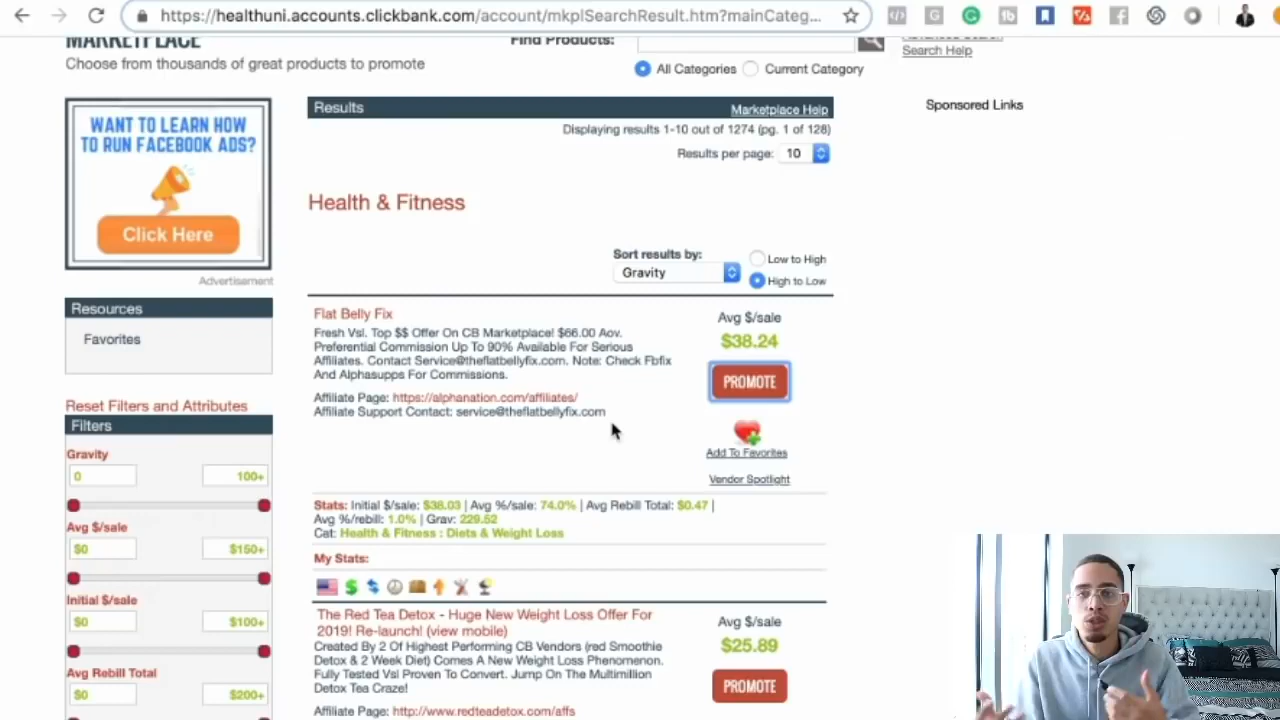 https://healthuni.accounts.clickbank.com/account/mkplSearchResult.htm?mainCateg...
MARKETPLACE
Choose from thousands of great products to promote
Find Products:
All Categories
Current Category
Search Help
WANT TO LEARN HOW
TO RUN FACEBOOK ADS?
Click Here
Advertisement
Resources
Favorites
Reset Filters and Attributes
Filters
Gravity
0
100+
Avg $/sale
$0
$150+
Initial $/sale
$0
$100+
Avg Rebill Total
$0
$200+
Results
Marketplace Help
Displaying results 1-10 out of 1274 (pg. 1 of 128)
Results per page: 10
Health & Fitness
Sort results by:
Gravity
Low to High
High to Low
Flat Belly Fix
Fresh Vsl. Top $$ Offer On CB Marketplace! $66.00 Aov.
Preferential Commission Up To 90% Available For Serious
Affiliates. Contact Service@theflatbellyfix.com. Note: Check Fbfix
And Alphasupps For Commissions.
Affiliate Page: https://alphanation.com/affiliates/
Affiliate Support Contact: service@theflatbellyfix.com
Avg $/sale
$38.24
PROMOTE
Add To Favorites
Vendor Spotlight
Stats: Initial $/sale: $38.03 | Avg %/sale: 74.0% | Avg Rebill Total: $0.47 |
Avg %/rebill: 1.0% | Grav: 229.52
Cat: Health & Fitness : Diets & Weight Loss
My Stats:
The Red Tea Detox - Huge New Weight Loss Offer For
2019! Re-launch! (view mobile)
Created By 2 Of Highest Performing CB Vendors (red Smoothie
Detox & 2 Week Diet) Comes A New Weight Loss Phenomenon.
Fully Tested Vsl Proven To Convert. Jump On The Multimillion
Detox Tea Craze!
Affiliate Page: http://www.redteadetox.com/affs
Avg $/sale
$25.89
PROMOTE
Sponsored Links